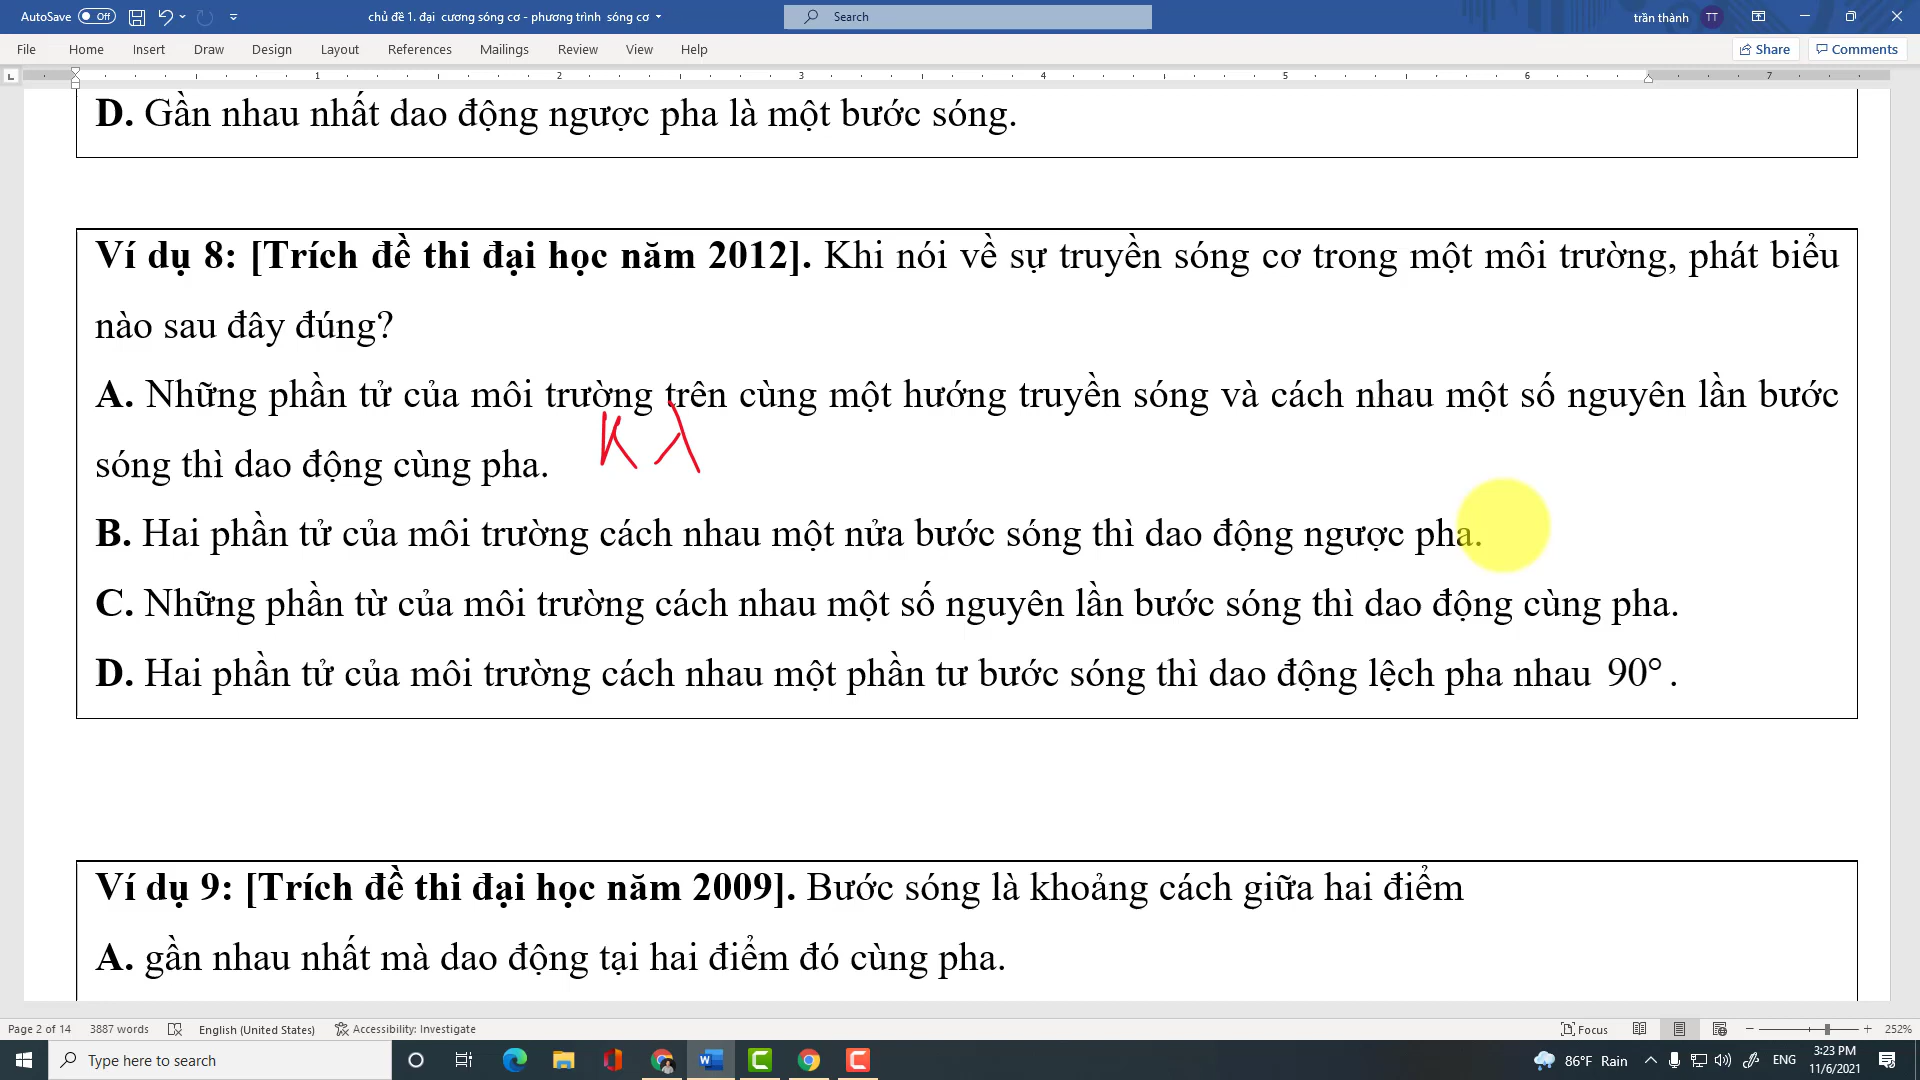 AutoSave Off chủ đề 1. đại cương sóng cơ - phương trình sóng cơ Search trần thành TT
File Home Insert Draw Design Layout References Mailings Review View Help Share Comments
1 2 3 4 5 6 7
D. Gần nhau nhất dao động ngược pha là một bước sóng.
Ví dụ 8: [Trích đề thi đại học năm 2012]. Khi nói về sự truyền sóng cơ trong một môi trường, phát biểu
nào sau đây đúng?
A. Những phần tử của môi trường trên cùng một hướng truyền sóng và cách nhau một số nguyên lần bước
sóng thì dao động cùng pha. K λ
B. Hai phần tử của môi trường cách nhau một nửa bước sóng thì dao động ngược pha.
C. Những phần từ của môi trường cách nhau một số nguyên lần bước sóng thì dao động cùng pha.
D. Hai phần tử của môi trường cách nhau một phần tư bước sóng thì dao động lệch pha nhau 90°.
Ví dụ 9: [Trích đề thi đại học năm 2009]. Bước sóng là khoảng cách giữa hai điểm
A. gần nhau nhất mà dao động tại hai điểm đó cùng pha.
Page 2 of 14 3887 words English (United States) Accessibility: Investigate Focus 252%
Type here to search 86°F Rain ENG 3:23 PM
11/6/2021